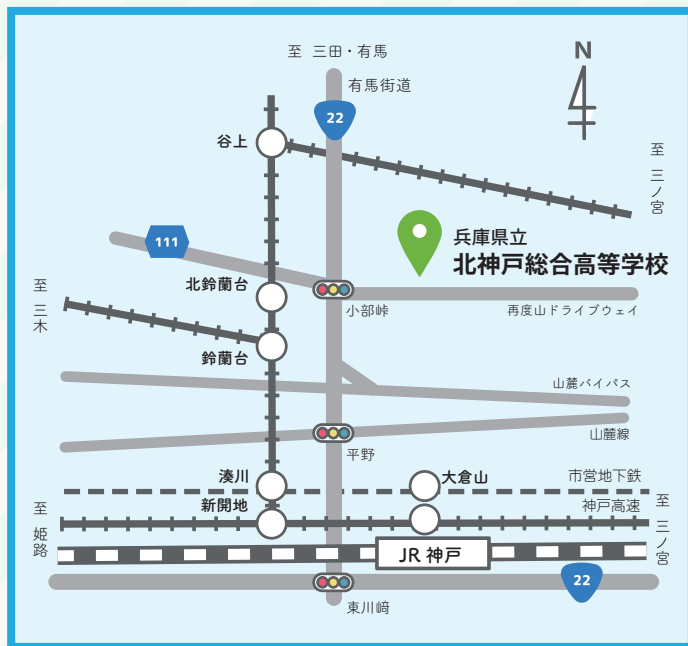 至 三田・有馬
N
有馬街道
22
谷上
至 三ノ宮
兵庫県立
北神戸総合高等学校
111
北鈴蘭台
至 三木
小部峠
再度山ドライブウェイ
鈴蘭台
山麓バイパス
山麓線
平野
湊川
大倉山
市営地下鉄
新開地
神戸高速
至 姫路
至 三ノ宮
JR 神戸
22
東川﨑